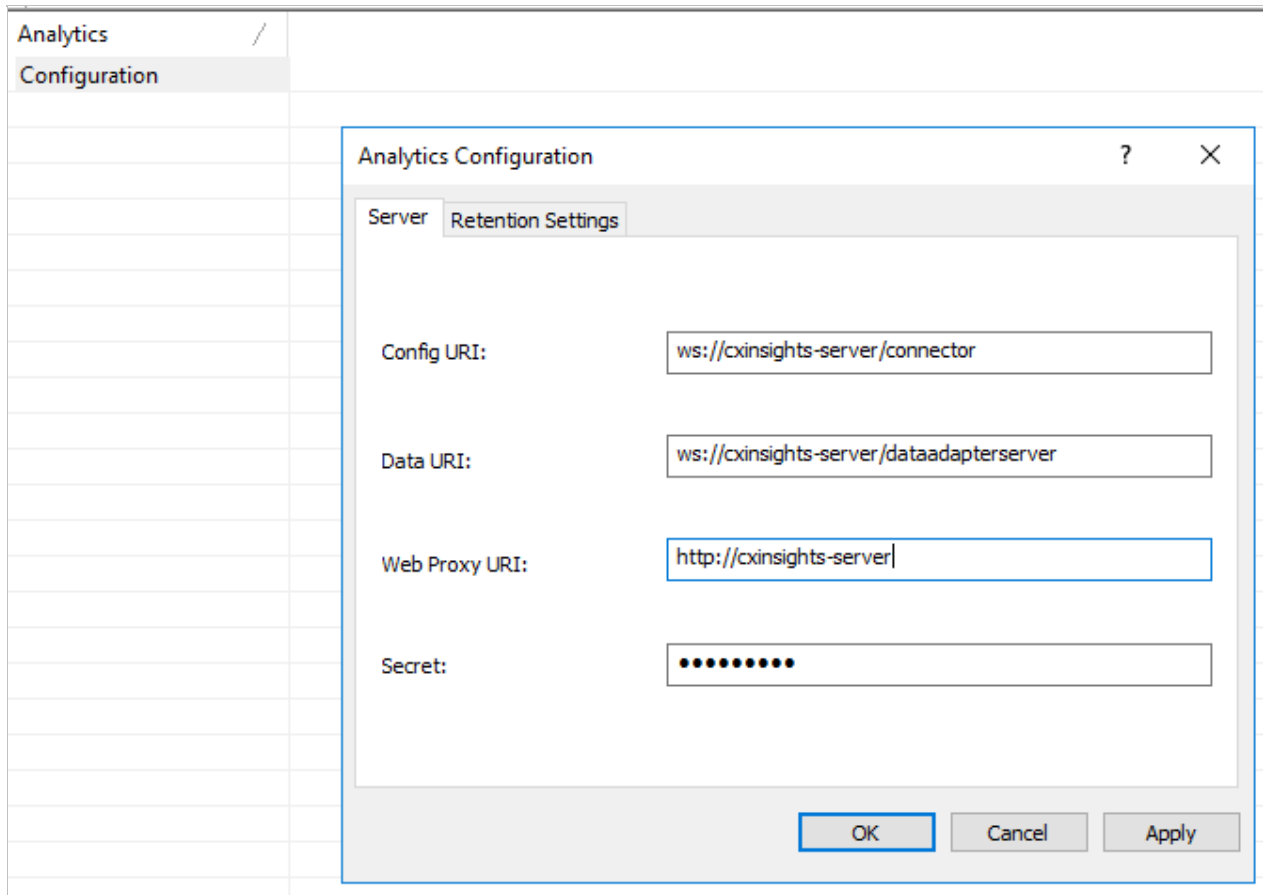 Analytics
Configuration
Analytics Configuration ?
Server Retention Settings
Config URI: ws://cxinsights-server/connector
Data URI: ws://cxinsights-server/dataadapterserver
Web Proxy URI: http://cxinsights-server
Secret: •••••••••
OK Cancel Apply